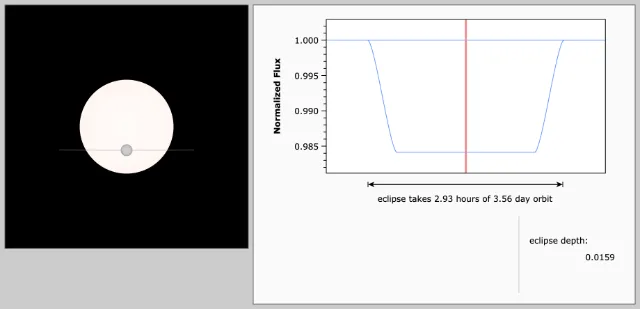 1.000
0.995
0.990
0.985
Normalized Flux
eclipse takes 2.93 hours of 3.56 day orbit
eclipse depth:
0.0159